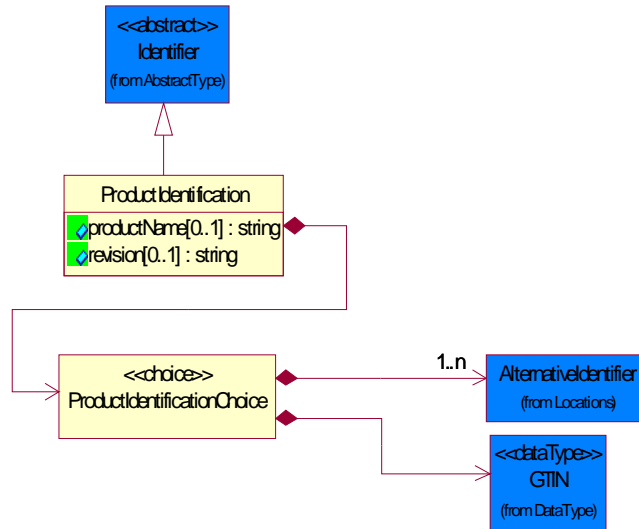 <<abstract>>
Identifier
(from AbstractType)
ProductIdentification
productName[0..1] : string
revision[0..1] : string
<<choice>>
ProductIdentificationChoice
1..n
AlternativeIdentifier
(from Locations)
<<dataType>>
GTIN
(from DataType)